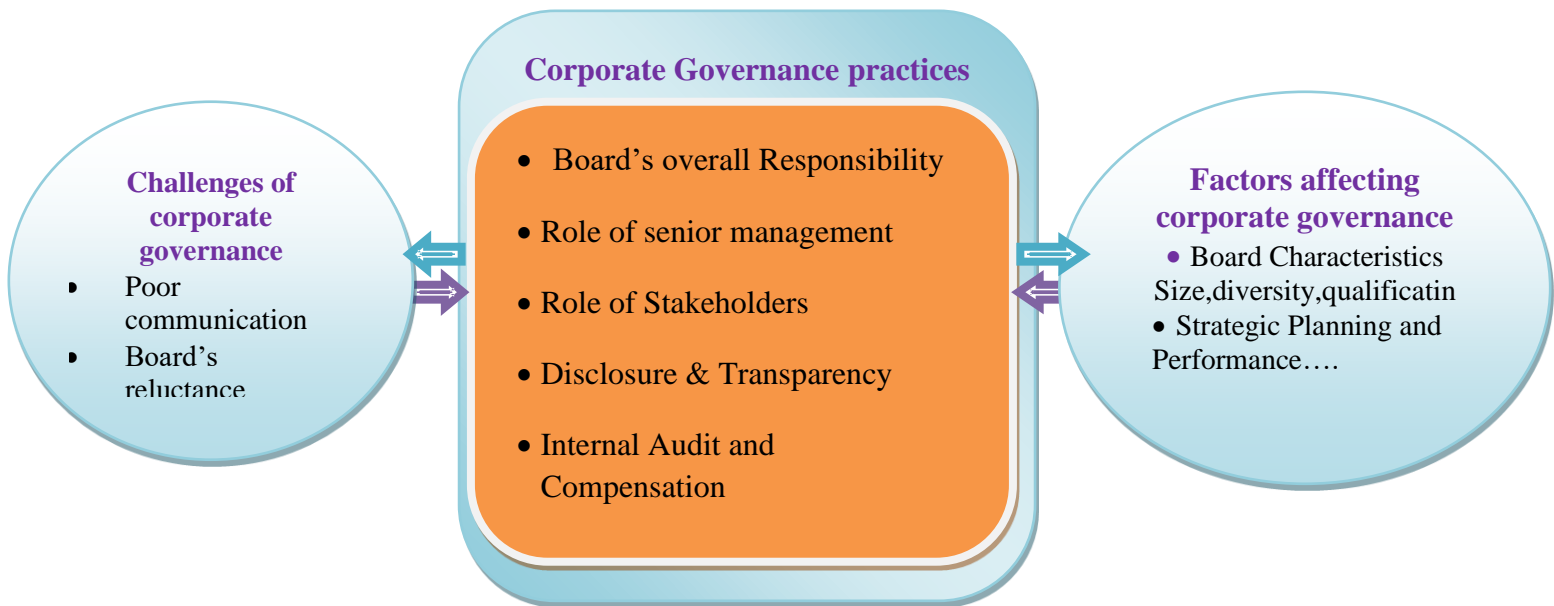 Challenges of
corporate
governance
• Poor
communication
• Board's
reluctance
Corporate Governance practices
• Board's overall Responsibility
• Role of senior management
• Role of Stakeholders
• Disclosure & Transparency
• Internal Audit and
Compensation
Factors affecting
corporate governance
• Board Characteristics
Size,diversity,qualificatin
• Strategic Planning and
Performance….